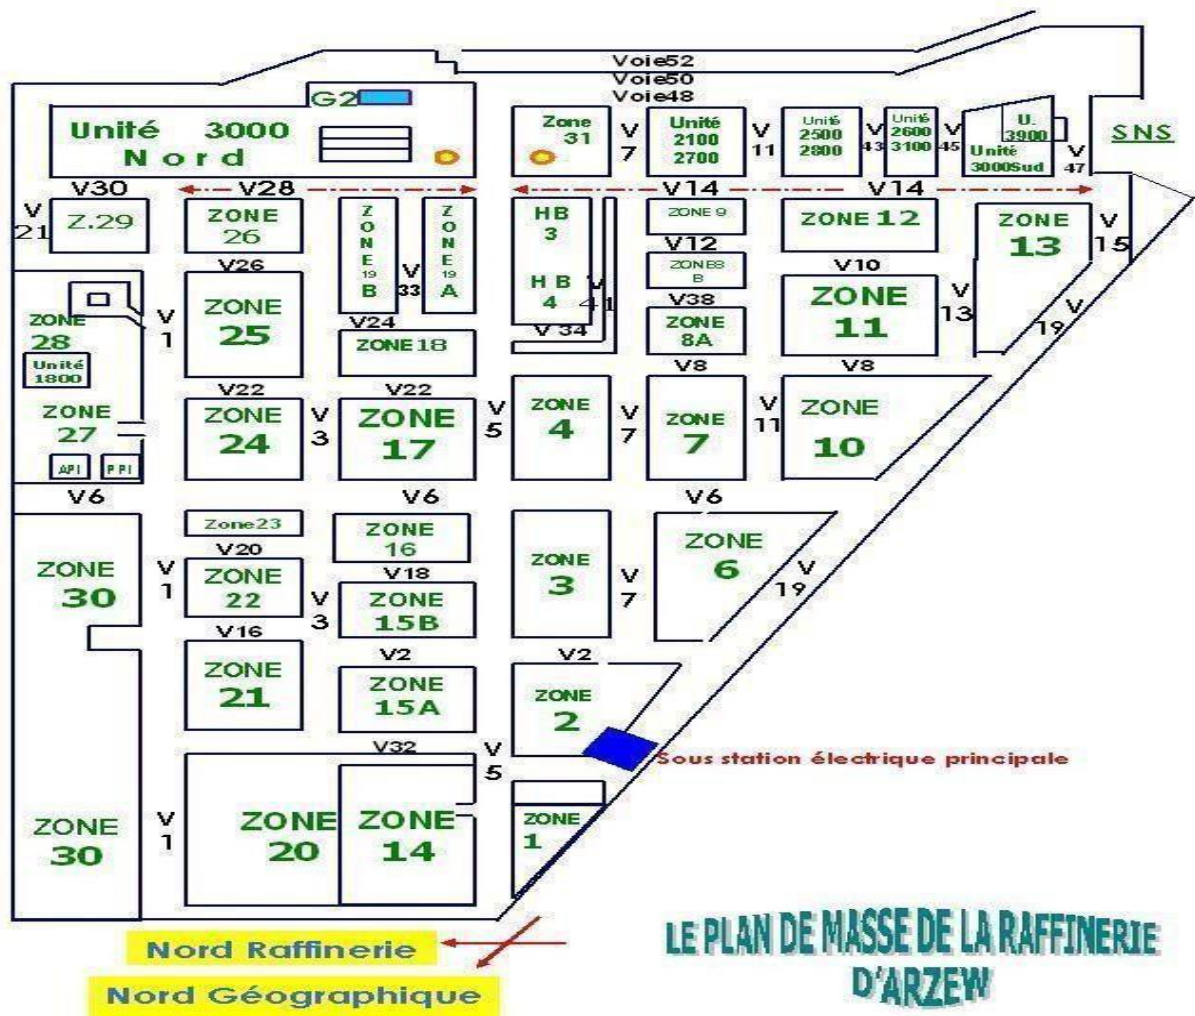 Voie52
Voie50
Voie48
G2
Unité 3000
Nord
Zone
31
V
7
Unité
2100
2700
V
11
Unité
2500
2800
V
43
Unité
2600
3100
V
45
U.
3900
Unité
3000Sud
V
47
SNS
V30
V28
V14
V14
V
21
Z.29
ZONE
26
ZONE 19 B
V
33
ZONE 19 A
HB
3
HB
4
V
41
ZONE 9
V12
ZONE8
B
V38
ZONE
8A
ZONE 12
V10
ZONE
11
V
13
ZONE
13
V
15
V
19
V26
ZONE
25
V
1
ZONE
28
Unité
1800
ZONE
27
API
PPI
V24
ZONE 18
V 34
V22
V22
V8
V8
ZONE
24
V
3
ZONE
17
V
5
ZONE
4
V
7
ZONE
7
V
11
ZONE
10
V6
V6
V6
ZONE
30
V
1
Zone23
V20
ZONE
22
V16
V
3
ZONE
16
V18
ZONE
15B
ZONE
3
V
7
ZONE
6
V
19
ZONE
21
V2
ZONE
15A
V2
ZONE
2
V32
V
5
Sous station électrique principale
ZONE
30
V
1
ZONE
20
ZONE
14
ZONE
1
Nord Raffinerie
Nord Géographique
LE PLAN DE MASSE DE LA RAFFINERIE
D'ARZEW